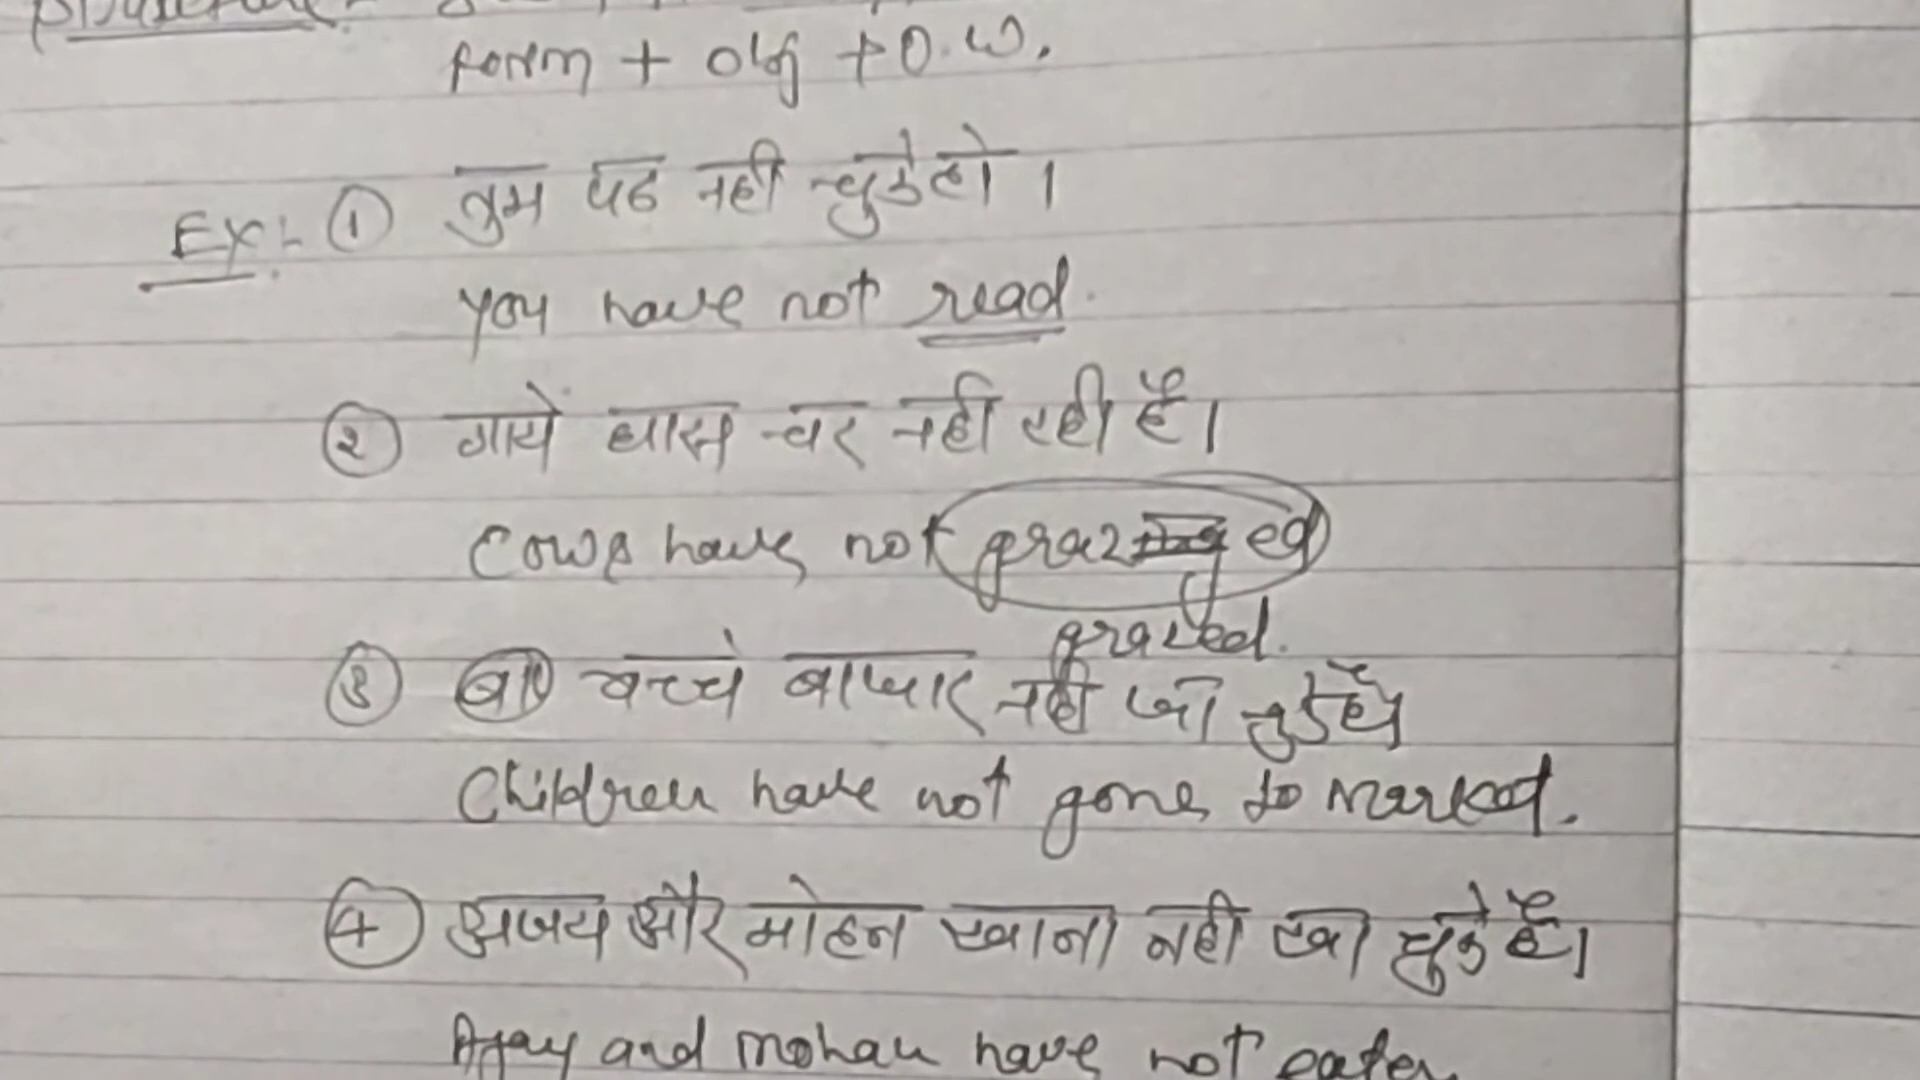 form + obj + O.W.
Ex:- ① तुम पढ नही चुके हो ।
you have not read.
② गाये घास चर नही रही है ।
Cows have not grazed
grazed.
③ बच्चे बाजार नही जा चुके है
Children have not gone to market.
④ अजय और मोहन खाना नही खा चुके है ।
Ajay and mohan have not eaten